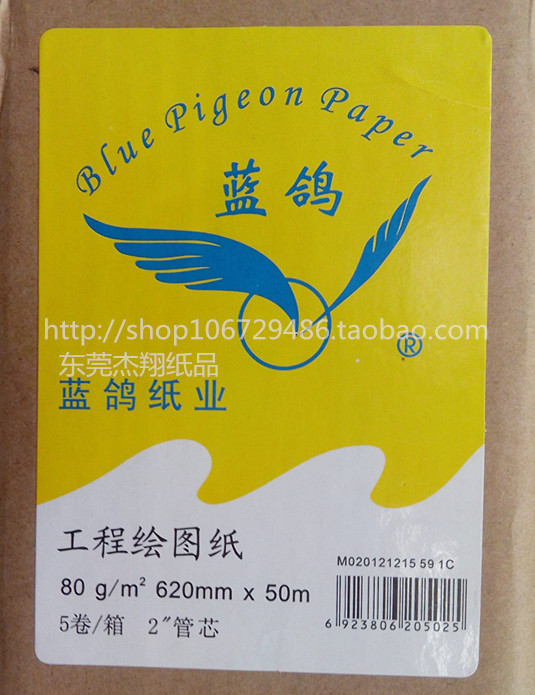 Blue Pigeon Paper
蓝鸽
http://shop106729486.taobao.com/
®
东莞杰翔纸品
蓝鸽纸业
工程绘图纸
M020121215 59 1C
80 g/m² 620mm x 50m
5卷/箱 2"管芯
6 923806 205025